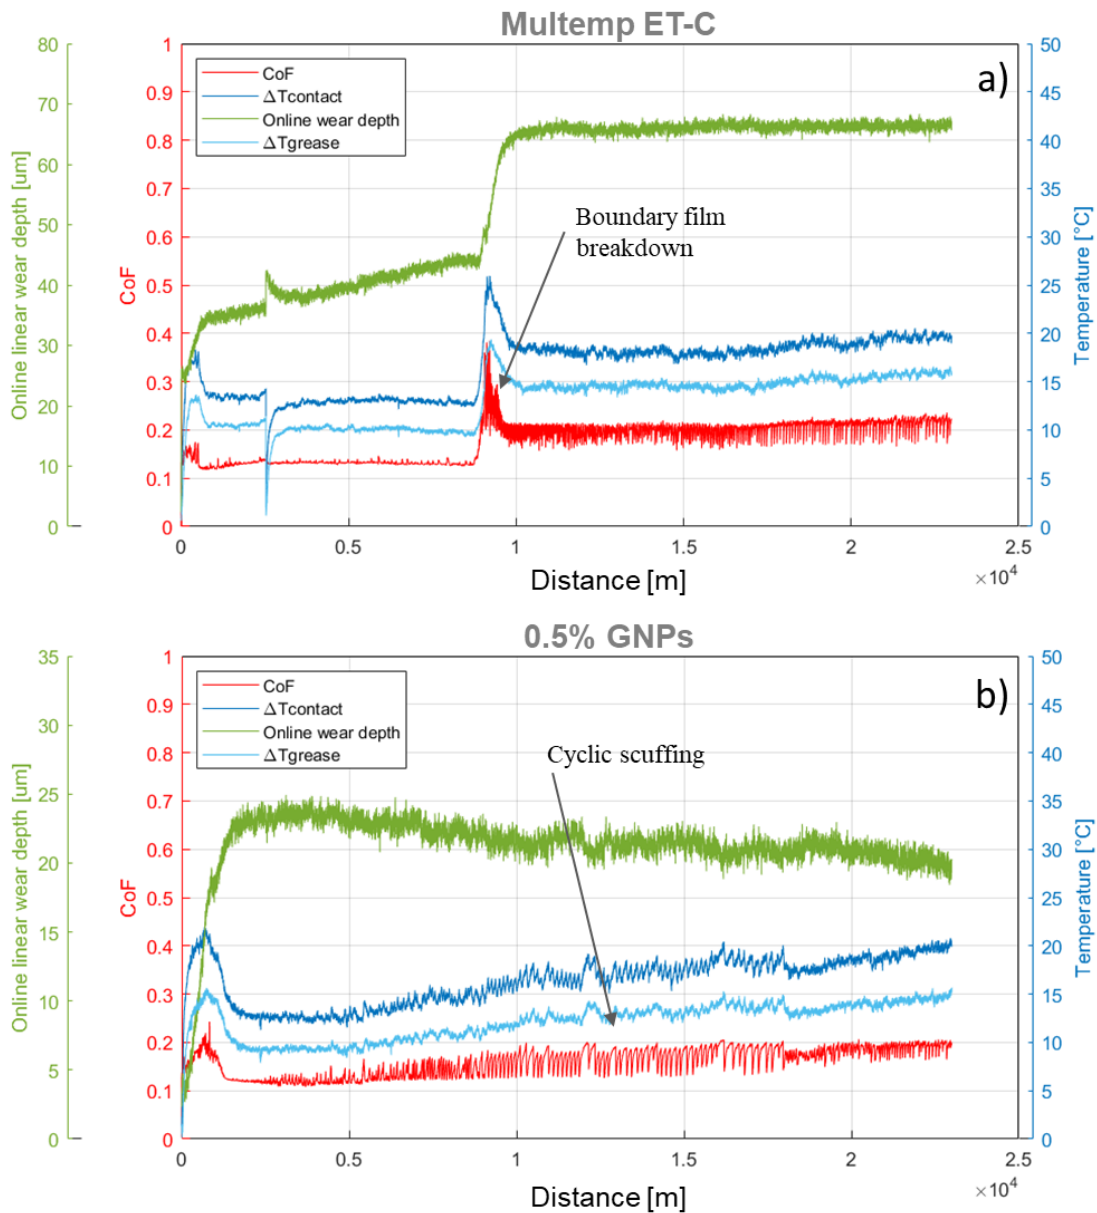 Multemp ET-C
a)
CoF
ΔTcontact
Online wear depth
ΔTgrease
Boundary film
breakdown
Online linear wear depth [um]
80
70
60
50
40
30
20
10
0
CoF
1
0.9
0.8
0.7
0.6
0.5
0.4
0.3
0.2
0.1
0
Temperature [°C]
50
45
40
35
30
25
20
15
10
5
0
0 0.5 1 1.5 2 2.5
×10⁴
Distance [m]
0.5% GNPs
b)
CoF
ΔTcontact
Online wear depth
ΔTgrease
Cyclic scuffing
Online linear wear depth [um]
35
30
25
20
15
10
5
0
CoF
1
0.9
0.8
0.7
0.6
0.5
0.4
0.3
0.2
0.1
0
Temperature [°C]
50
45
40
35
30
25
20
15
10
5
0
0 0.5 1 1.5 2 2.5
×10⁴
Distance [m]